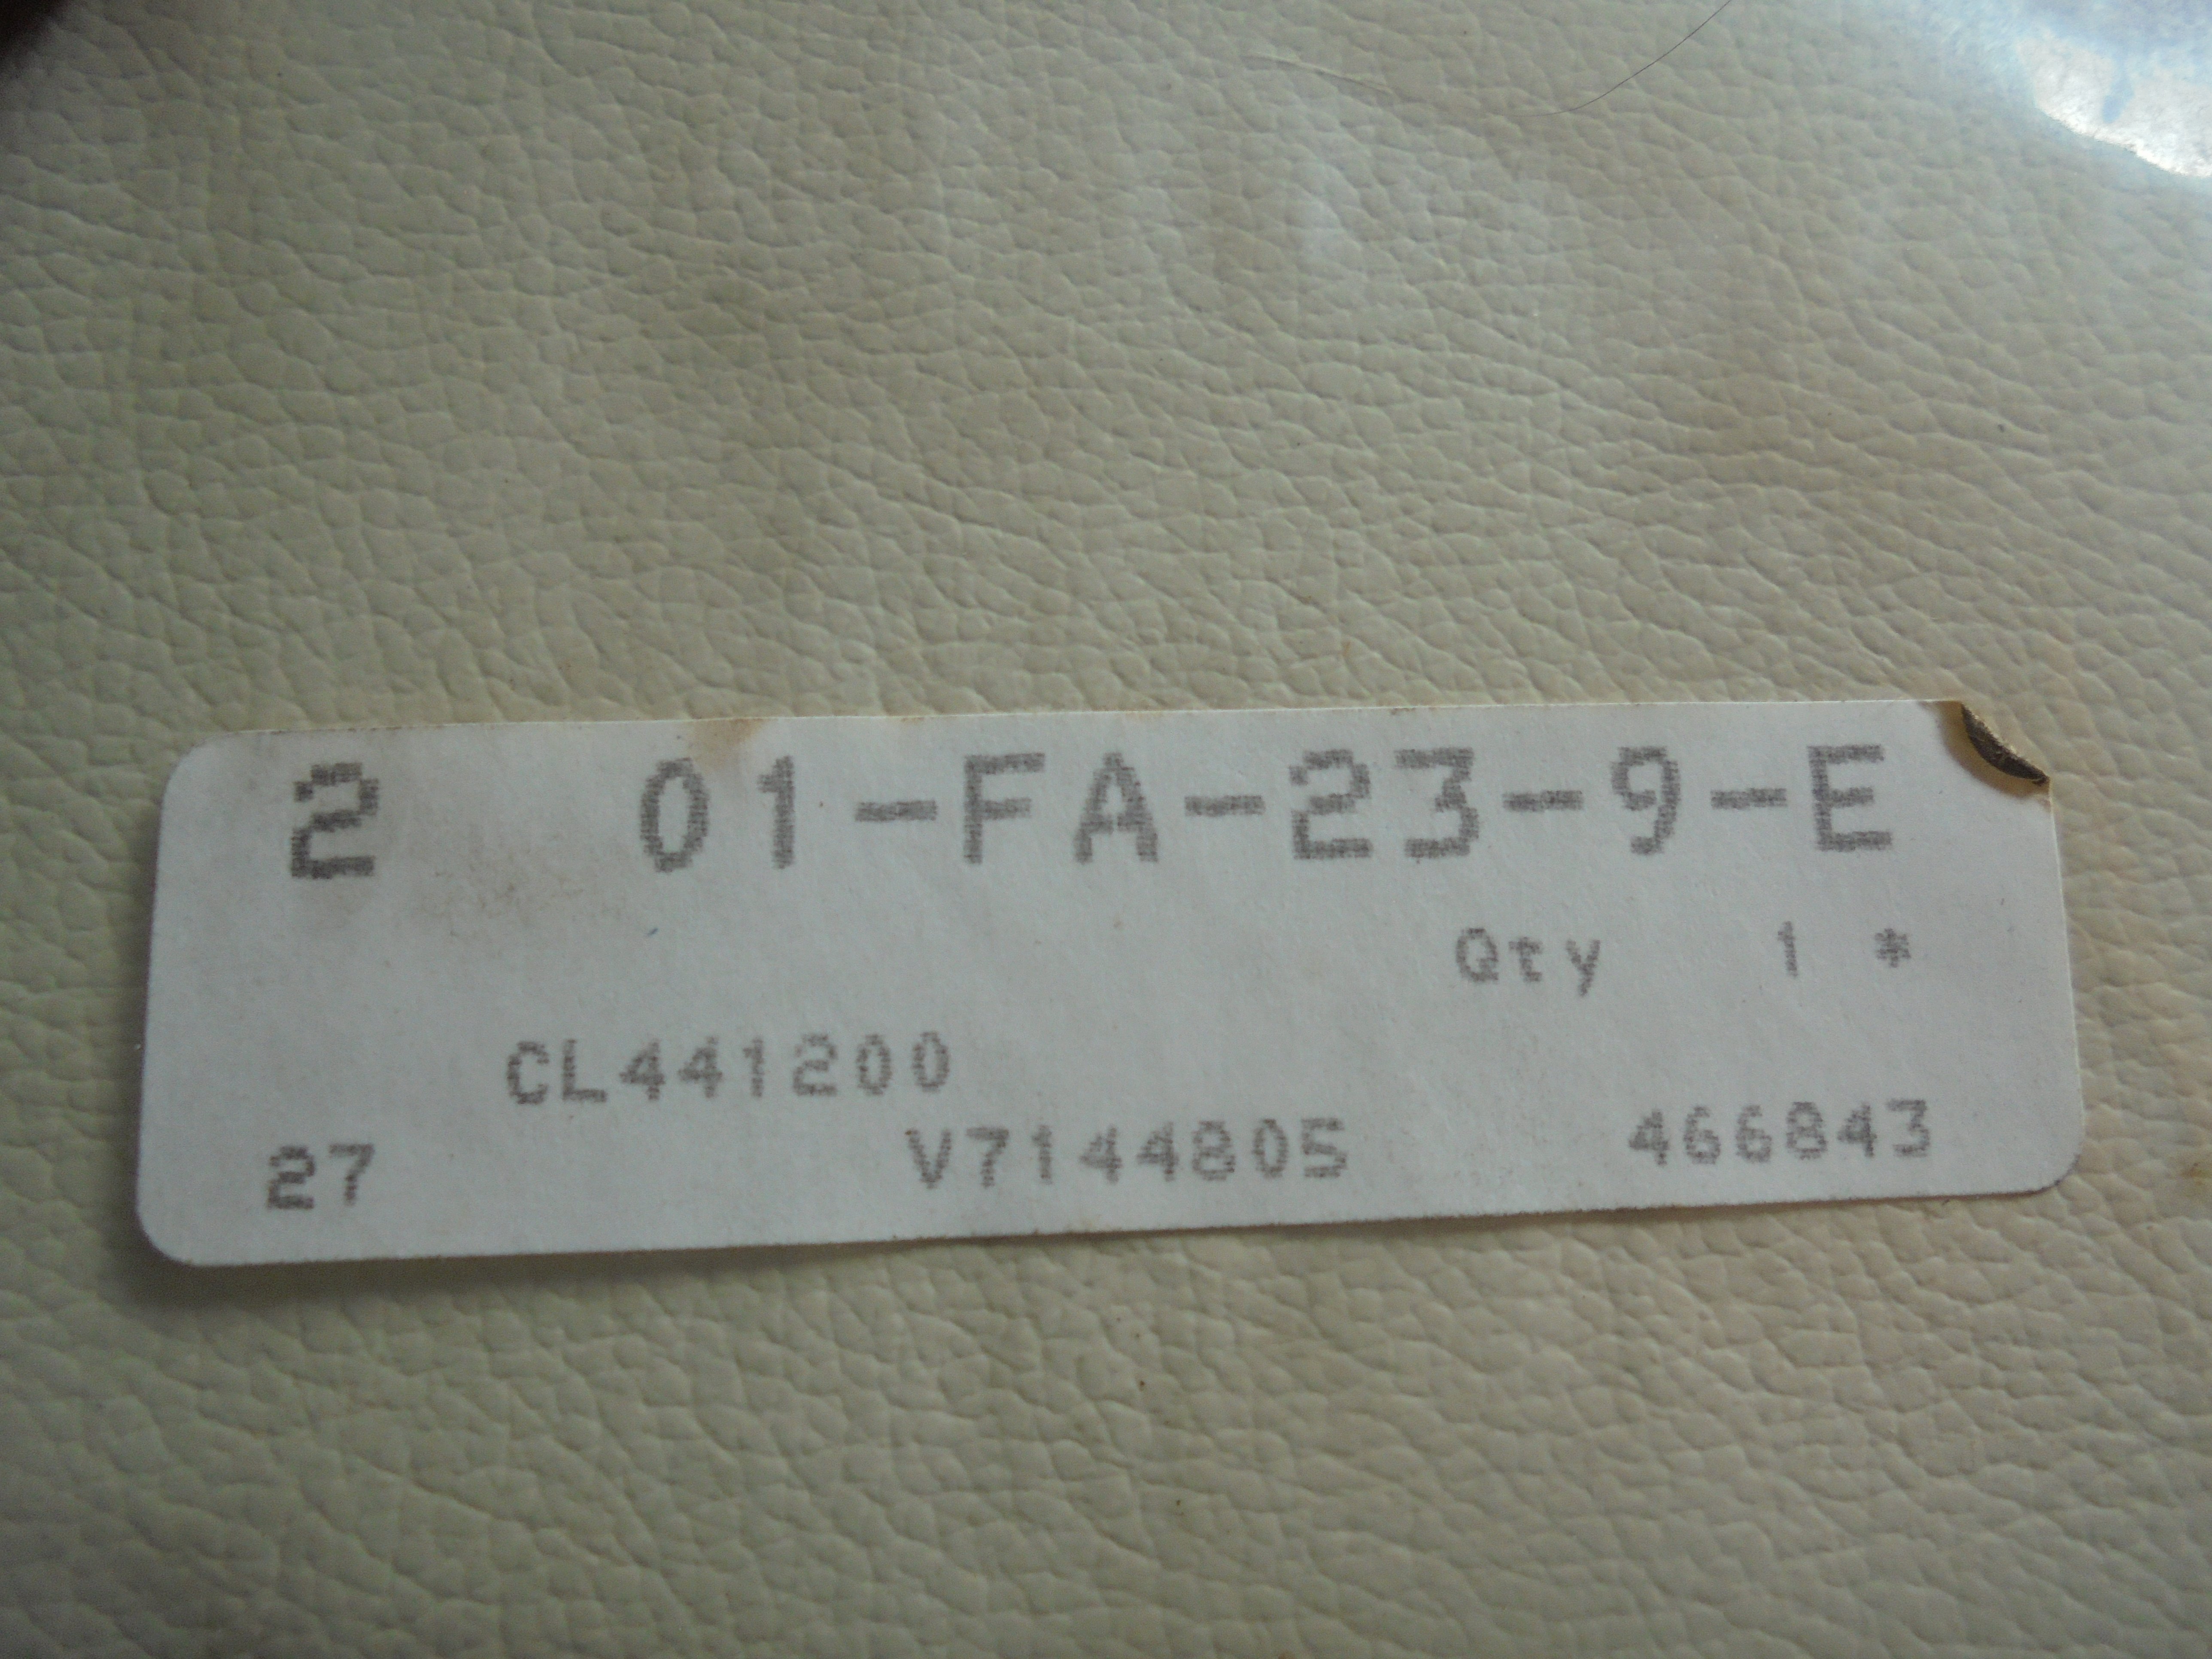 2 01-FA-23-9-E
Qty 1 *
CL441200
27 V7144805 466843